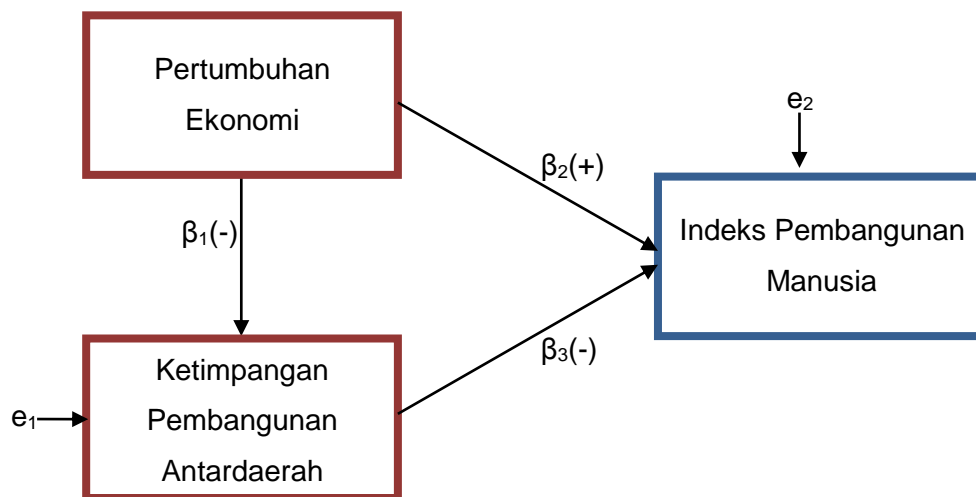 Pertumbuhan
Ekonomi
e₂
β₂(+)
β₁(-)
Indeks Pembangunan
Manusia
β₃(-)
Ketimpangan
Pembangunan
Antardaerah
e₁